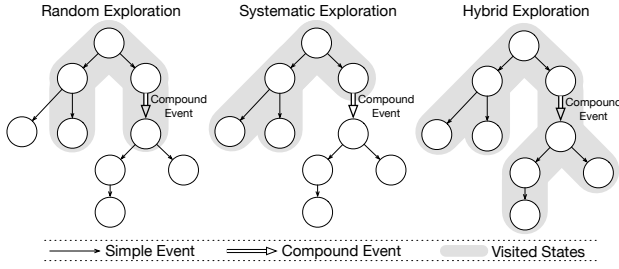 Random Exploration
Systematic Exploration
Hybrid Exploration
Compound
Event
Compound
Event
Compound
Event
Simple Event
Compound Event
Visited States